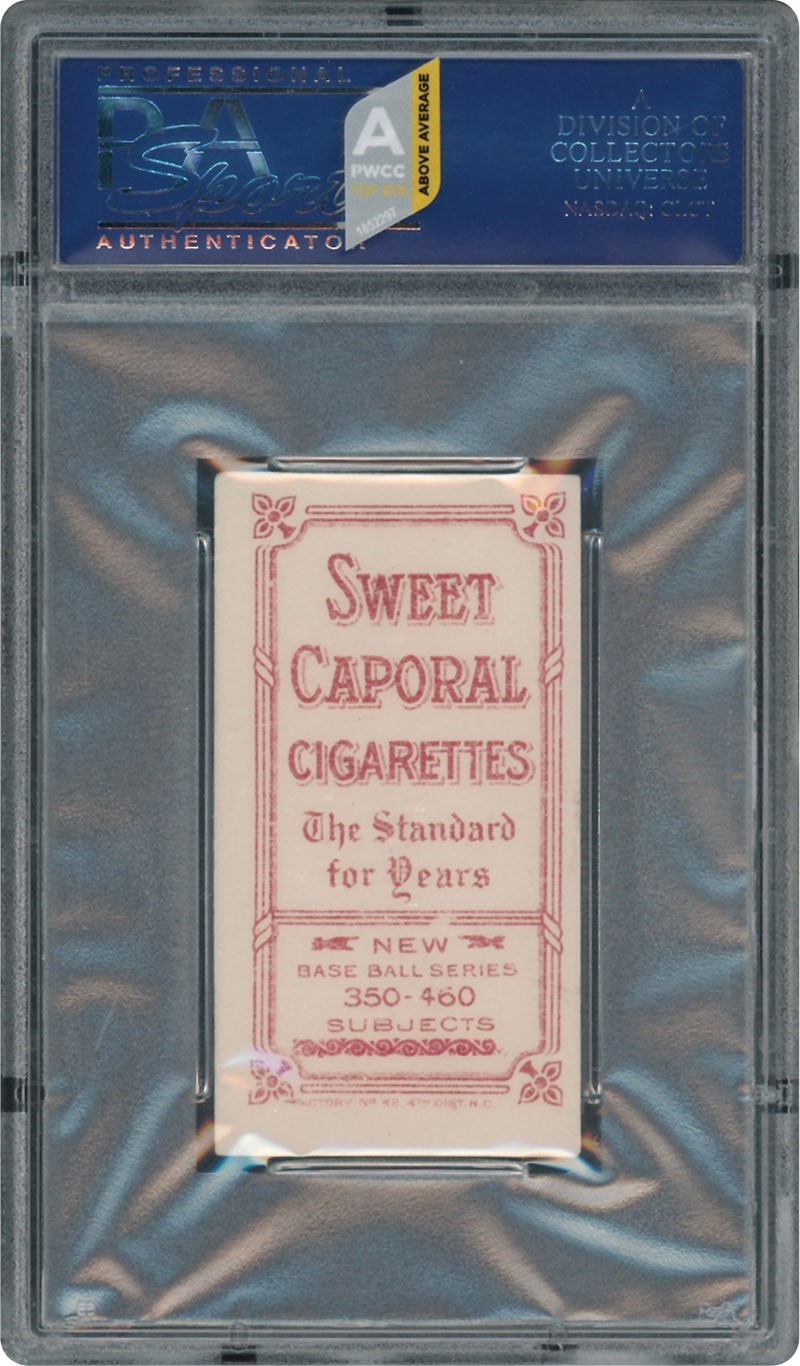 PROFESSIONAL
PSA
Sports
AUTHENTICATOR
A
PWCC
1652297
ABOVE AVERAGE
A
DIVISION OF
COLLECTORS
UNIVERSE
NASDAQ: CLCT
SWEET
CAPORAL
CIGARETTES
The Standard
for Years
NEW
BASE BALL SERIES
350-460
SUBJECTS
FACTORY Nº 42 4TH DIST. N.C.